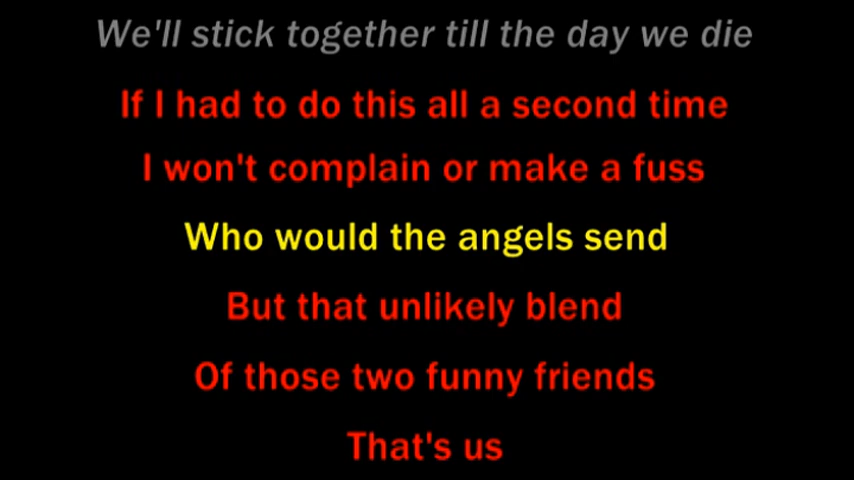 We'll stick together till the day we die
If I had to do this all a second time
I won't complain or make a fuss
Who would the angels send
But that unlikely blend
Of those two funny friends
That's us